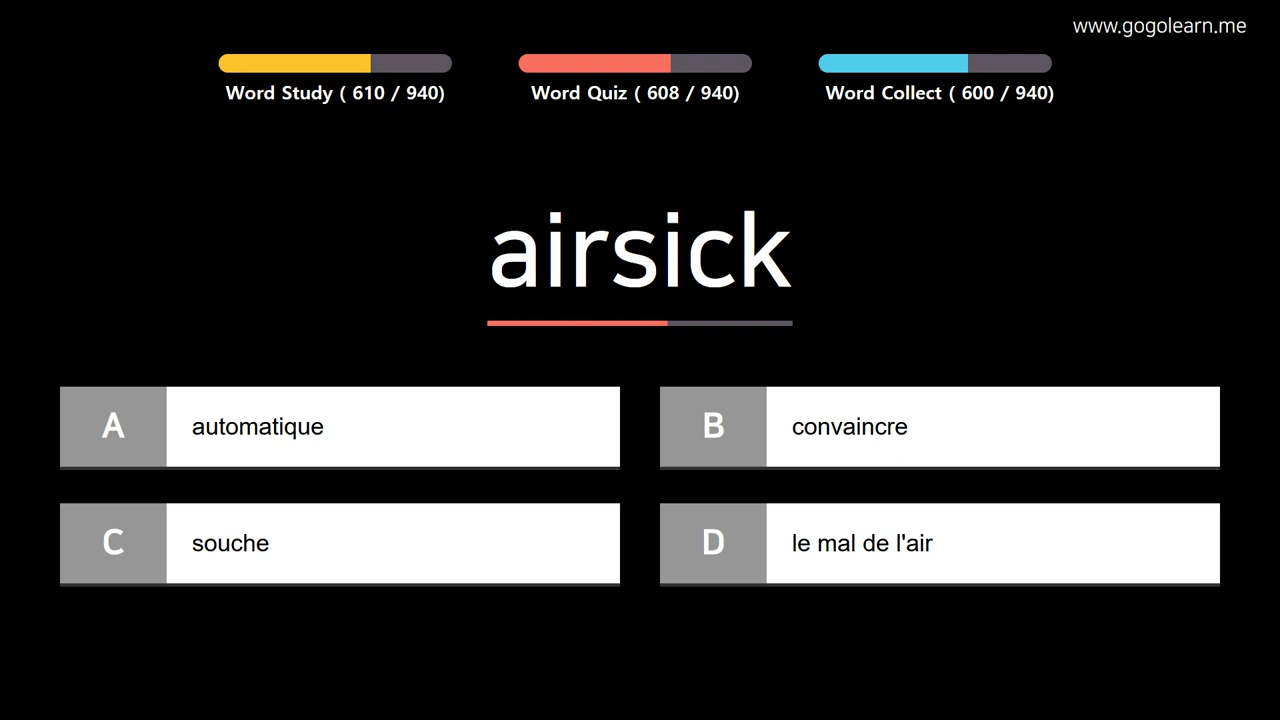 www.gogolearn.me
Word Study ( 610 / 940)
Word Quiz ( 608 / 940)
Word Collect ( 600 / 940)
airsick
A automatique
B convaincre
C souche
D le mal de l'air